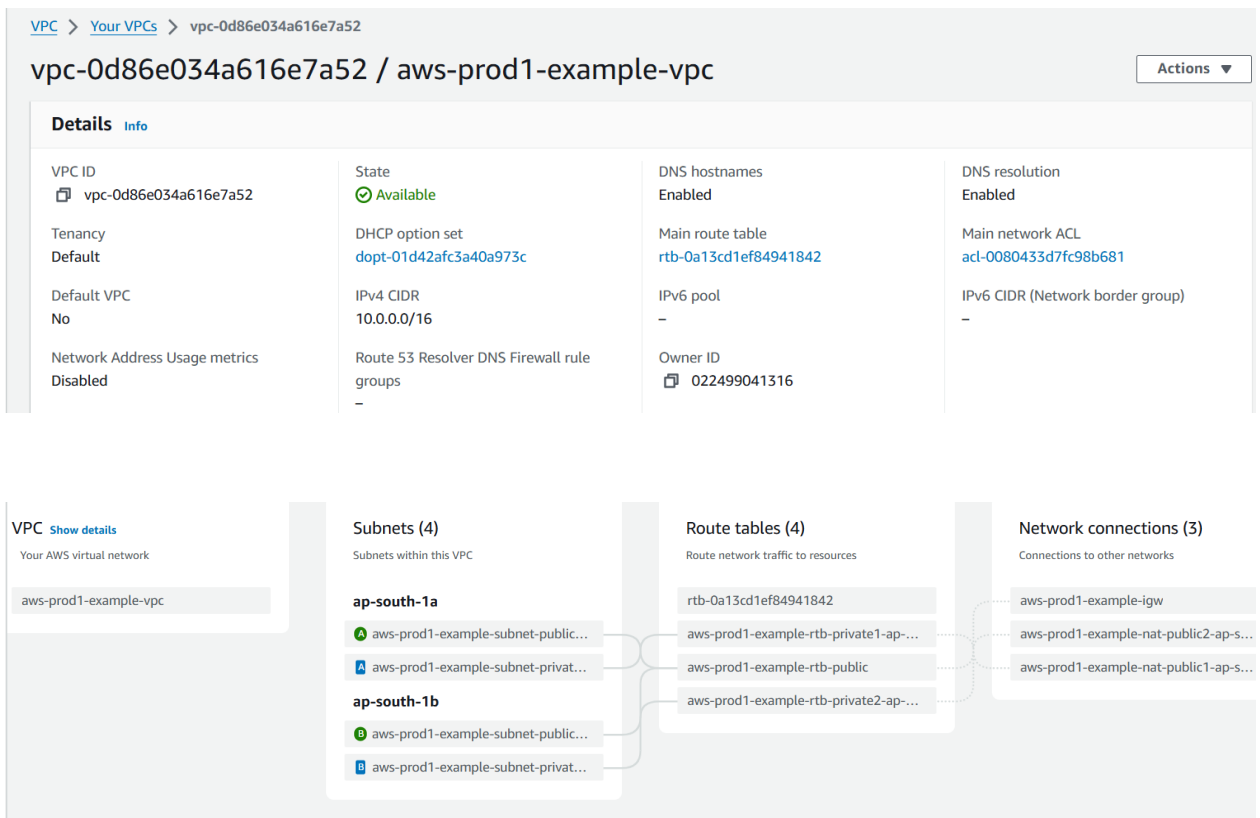 VPC > Your VPCs > vpc-0d86e034a616e7a52
vpc-0d86e034a616e7a52 / aws-prod1-example-vpc
Actions ▼
Details Info
VPC ID
vpc-0d86e034a616e7a52
State
Available
DNS hostnames
Enabled
DNS resolution
Enabled
Tenancy
Default
DHCP option set
dopt-01d42afc3a40a973c
Main route table
rtb-0a13cd1ef84941842
Main network ACL
acl-0080433d7fc98b681
Default VPC
No
IPv4 CIDR
10.0.0.0/16
IPv6 pool
–
IPv6 CIDR (Network border group)
–
Network Address Usage metrics
Disabled
Route 53 Resolver DNS Firewall rule
groups
–
Owner ID
022499041316
VPC Show details
Your AWS virtual network
aws-prod1-example-vpc
Subnets (4)
Subnets within this VPC
ap-south-1a
A aws-prod1-example-subnet-public...
A aws-prod1-example-subnet-privat...
ap-south-1b
B aws-prod1-example-subnet-public...
B aws-prod1-example-subnet-privat...
Route tables (4)
Route network traffic to resources
rtb-0a13cd1ef84941842
aws-prod1-example-rtb-private1-ap-...
aws-prod1-example-rtb-public
aws-prod1-example-rtb-private2-ap-...
Network connections (3)
Connections to other networks
aws-prod1-example-igw
aws-prod1-example-nat-public2-ap-s...
aws-prod1-example-nat-public1-ap-s...